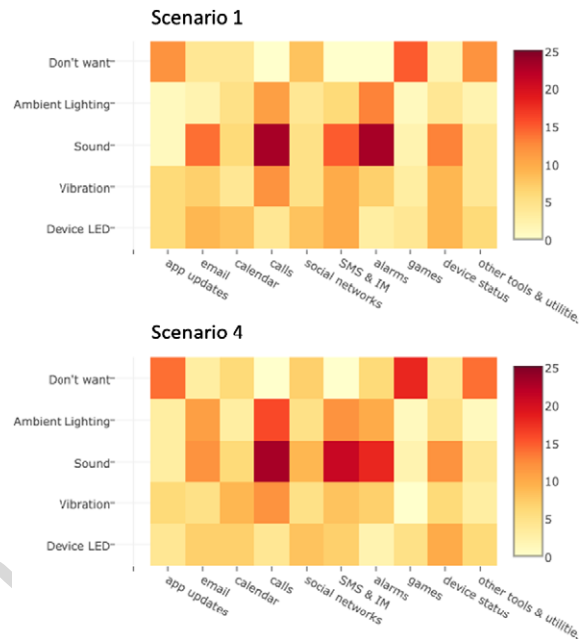 Scenario 1
Don't want
Ambient Lighting
Sound
Vibration
Device LED
25
20
15
10
5
0
app updates
email
calendar
calls
social networks
SMS & IM
alarms
games
device status
other tools & utilitie.
Scenario 4
Don't want
Ambient Lighting
Sound
Vibration
Device LED
25
20
15
10
5
0
app updates
email
calendar
calls
social networks
SMS & IM
alarms
games
device status
other tools & utilitie.